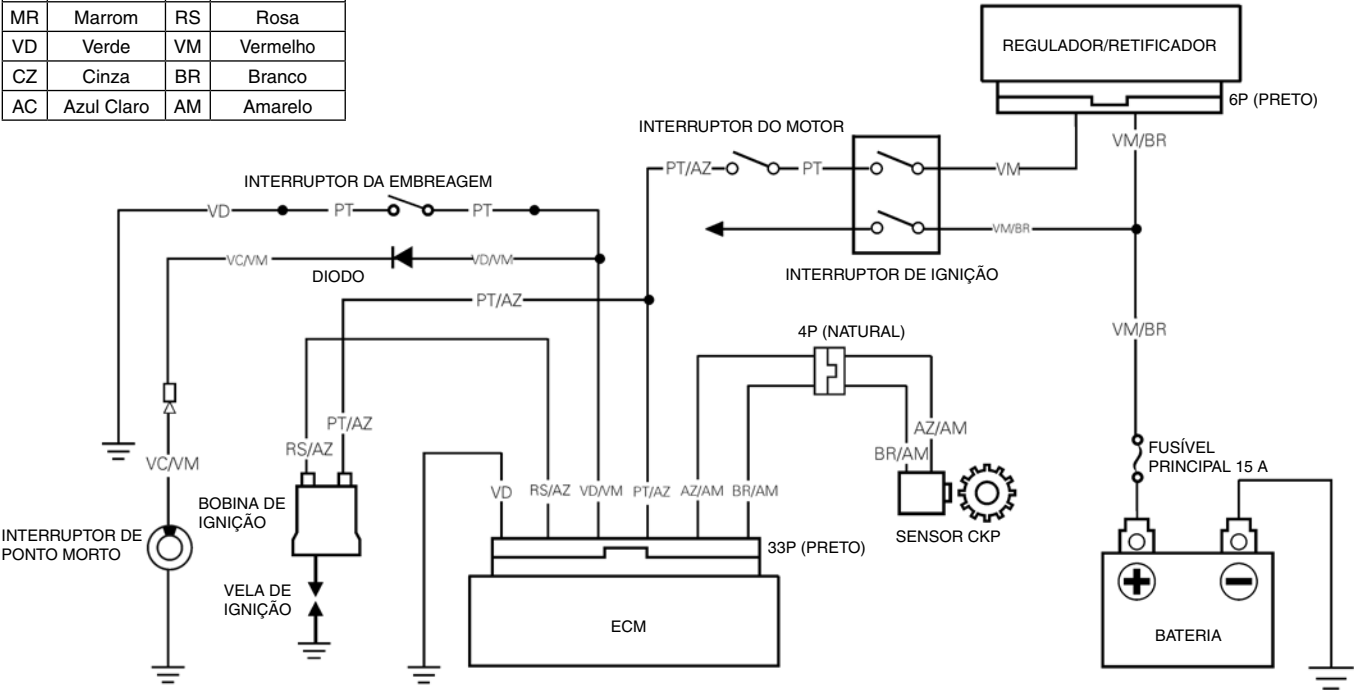 MR Marrom RS Rosa
VD Verde VM Vermelho
CZ Cinza BR Branco
AC Azul Claro AM Amarelo
REGULADOR/RETIFICADOR
6P (PRETO)
VM/BR
INTERRUPTOR DO MOTOR
PT/AZ
PT
VM
INTERRUPTOR DA EMBREAGEM
VD
PT
PT
VM/BR
VC/VM
DIODO
VD/VM
INTERRUPTOR DE IGNIÇÃO
PT/AZ
4P (NATURAL)
VM/BR
PT/AZ
RS/AZ
AZ/AM
BR/AM
VC/VM
FUSÍVEL
PRINCIPAL 15 A
VD
RS/AZ
VD/VM
PT/AZ
AZ/AM
BR/AM
BOBINA DE
IGNIÇÃO
INTERRUPTOR DE
PONTO MORTO
SENSOR CKP
33P (PRETO)
VELA DE
IGNIÇÃO
ECM
BATERIA